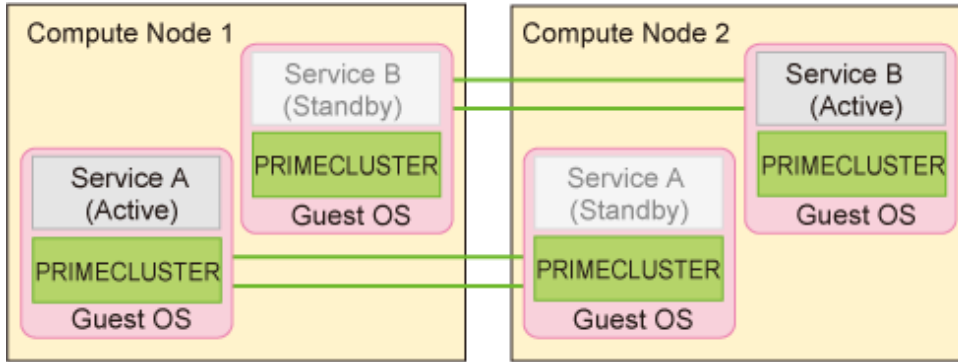 Compute Node 1
Service B
(Standby)
PRIMECLUSTER
Guest OS
Service A
(Active)
PRIMECLUSTER
Guest OS
Compute Node 2
Service B
(Active)
PRIMECLUSTER
Guest OS
Service A
(Standby)
PRIMECLUSTER
Guest OS